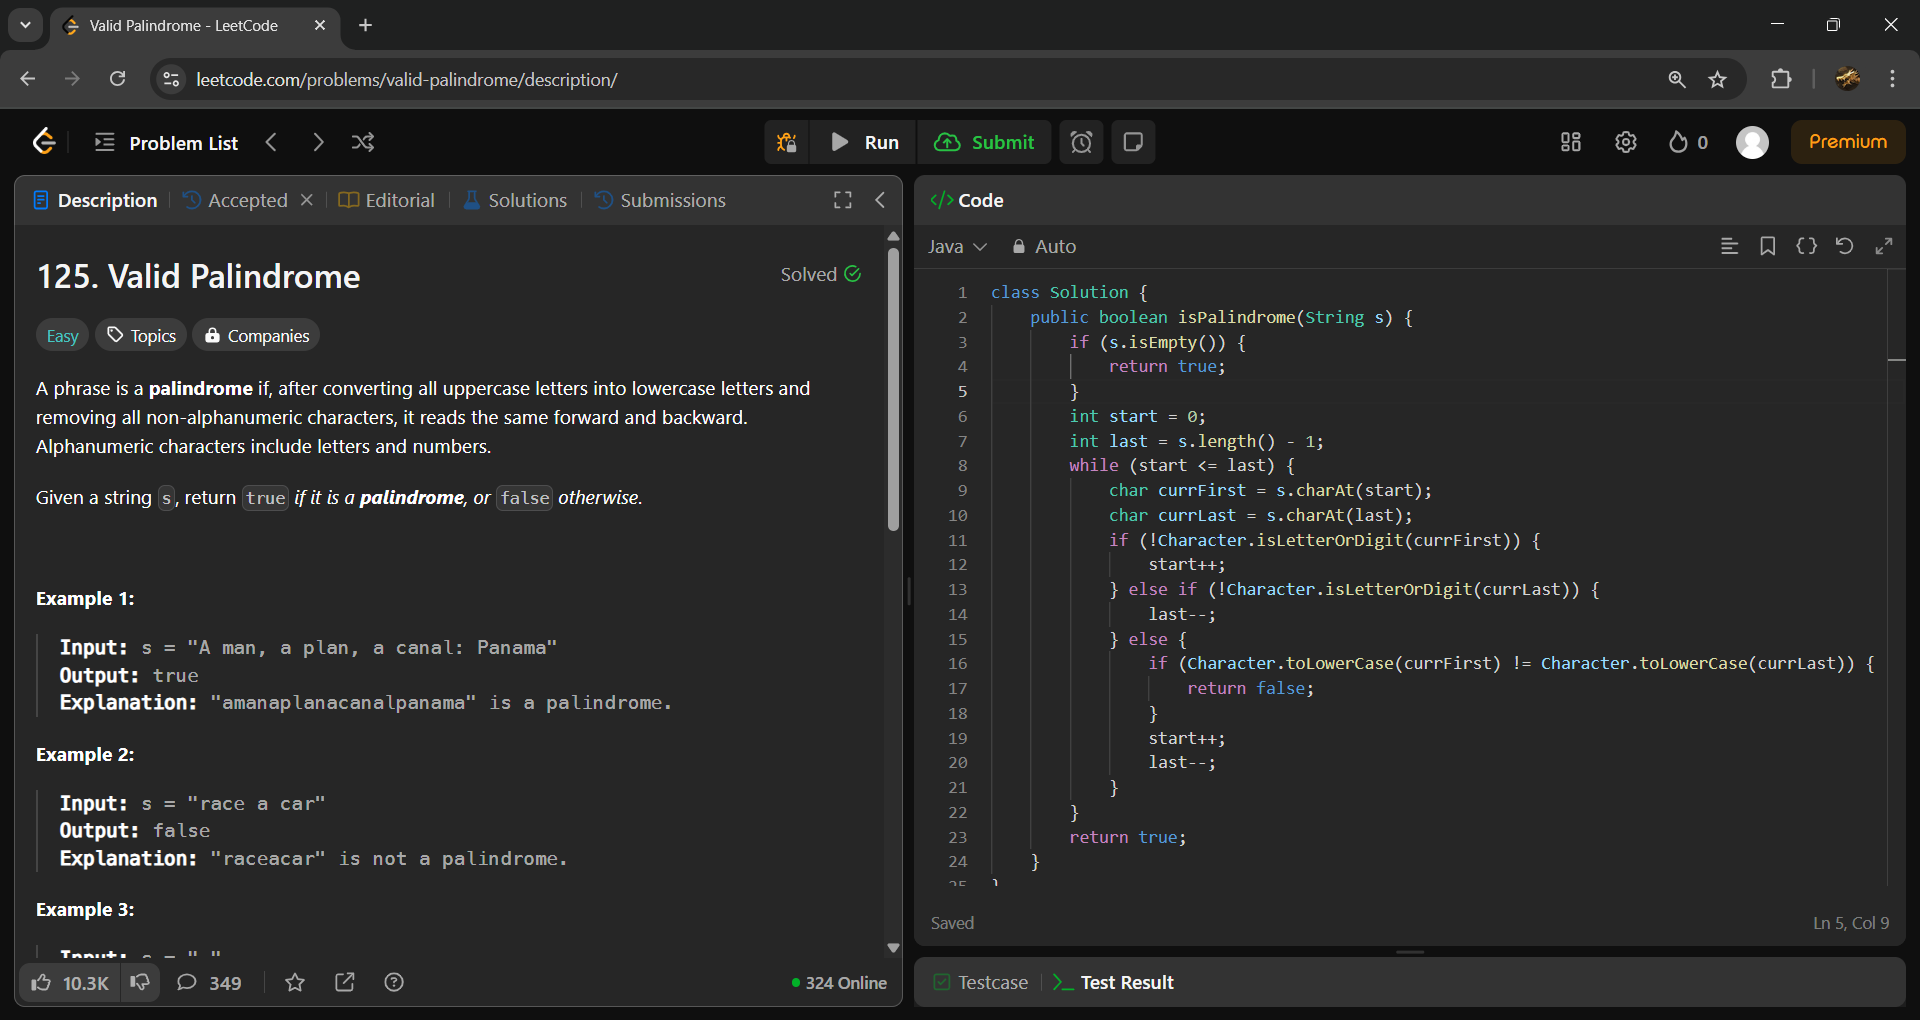 Valid Palindrome - LeetCode
leetcode.com/problems/valid-palindrome/description/
Problem List
Run
Submit
0
Premium
Description
Accepted
Editorial
Solutions
Submissions
125. Valid Palindrome
Solved
Easy
Topics
Companies
A phrase is a palindrome if, after converting all uppercase letters into lowercase letters and
removing all non-alphanumeric characters, it reads the same forward and backward.
Alphanumeric characters include letters and numbers.
Given a string s, return true if it is a palindrome, or false otherwise.
Example 1:
Input: s = "A man, a plan, a canal: Panama"
Output: true
Explanation: "amanaplanacanalpanama" is a palindrome.
Example 2:
Input: s = "race a car"
Output: false
Explanation: "raceacar" is not a palindrome.
Example 3:
Input: s = " "
10.3K
349
324 Online
</> Code
Java
Auto
1 class Solution {
2 public boolean isPalindrome(String s) {
3 if (s.isEmpty()) {
4 return true;
5 }
6 int start = 0;
7 int last = s.length() - 1;
8 while (start <= last) {
9 char currFirst = s.charAt(start);
10 char currLast = s.charAt(last);
11 if (!Character.isLetterOrDigit(currFirst)) {
12 start++;
13 } else if (!Character.isLetterOrDigit(currLast)) {
14 last--;
15 } else {
16 if (Character.toLowerCase(currFirst) != Character.toLowerCase(currLast)) {
17 return false;
18 }
19 start++;
20 last--;
21 }
22 }
23 return true;
24 }
25 }
Saved
Ln 5, Col 9
Testcase
Test Result